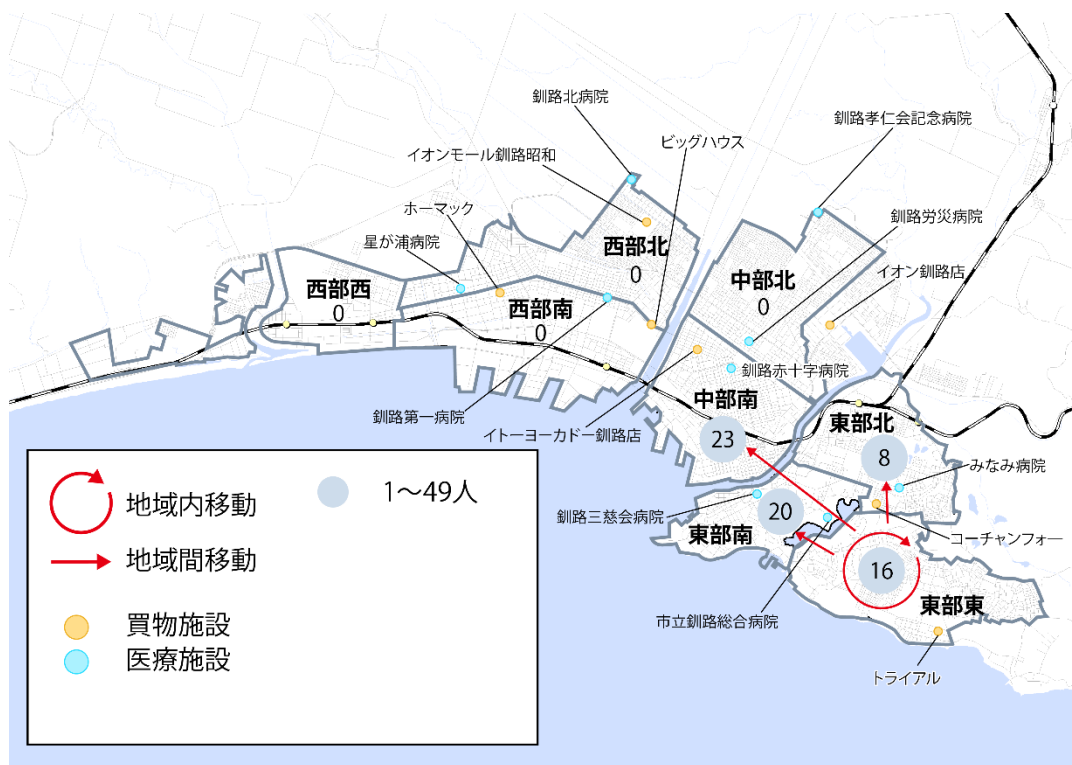 釧路北病院
釧路孝仁会記念病院
ビッグハウス
イオンモール釧路昭和
ホーマック
釧路労災病院
星が浦病院
西部北
0
イオン釧路店
中部北
0
西部西
0
西部南
0
釧路赤十字病院
中部南
釧路第一病院
イトーヨーカドー釧路店
東部北
23
8
みなみ病院
釧路三慈会病院
20
東部南
コーチャンフォー
16
東部東
市立釧路総合病院
トライアル
地域内移動
1～49人
地域間移動
買物施設
医療施設